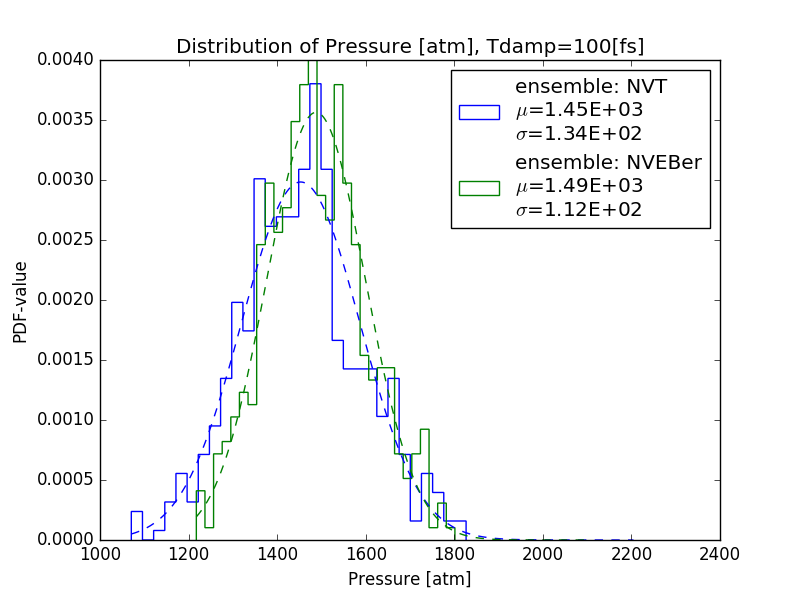 Distribution of Pressure [atm], Tdamp=100[fs]
0.0040
0.0035
0.0030
0.0025
0.0020
0.0015
0.0010
0.0005
0.0000
PDF-value
ensemble: NVT
μ=1.45E+03
σ=1.34E+02
ensemble: NVEBer
μ=1.49E+03
σ=1.12E+02
1000 1200 1400 1600 1800 2000 2200 2400
Pressure [atm]